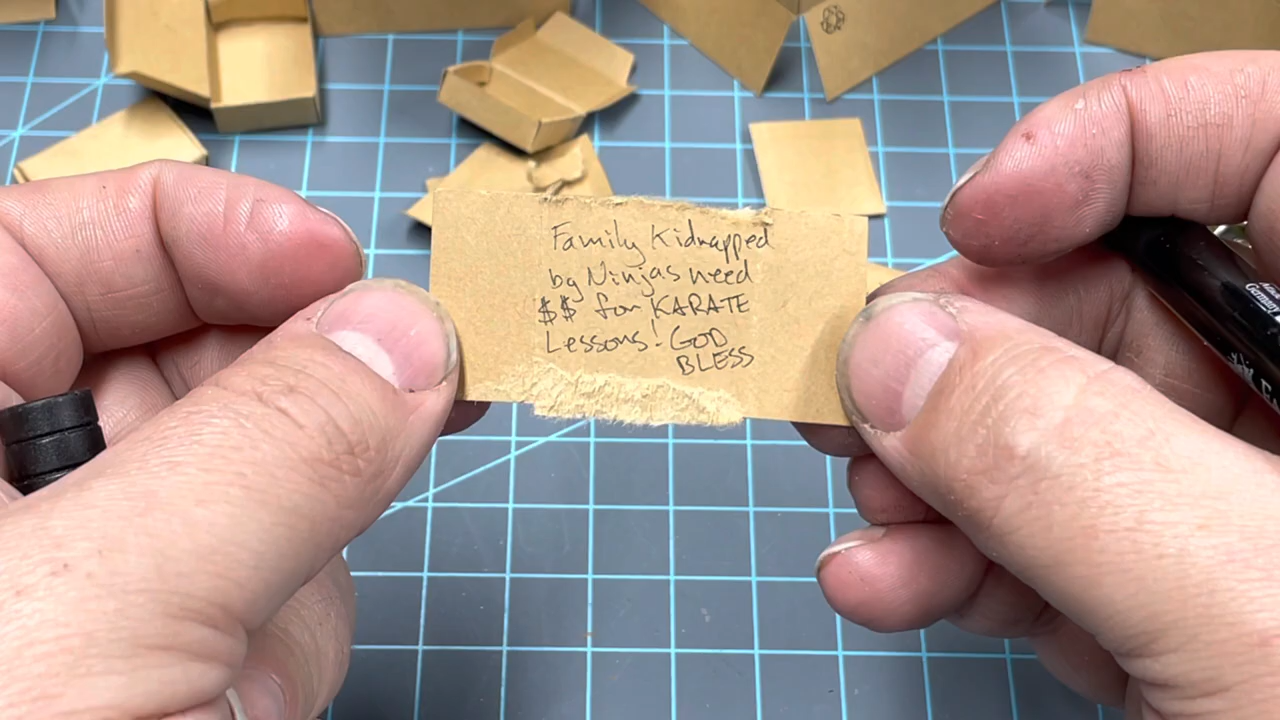 Family Kidnapped
by Ninjas need
$$ for KARATE
Lessons! GOD
BLESS